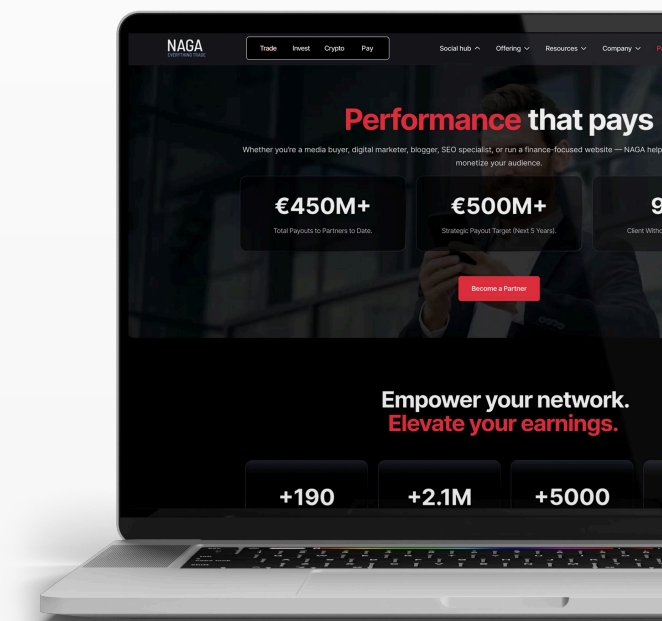 NAGA
EVERYTHING TRADE
Trade Invest Crypto Pay
Social hub Offering Resources Company
Performance that pays
Whether you're a media buyer, digital marketer, blogger, SEO specialist, or run a finance-focused website — NAGA help
monetize your audience.
€450M+ €500M+ 9
Total Payouts to Partners to Date. Strategic Payout Target (Next 5 Years). Client Witho
Become a Partner
Empower your network.
Elevate your earnings.
+190 +2.1M +5000